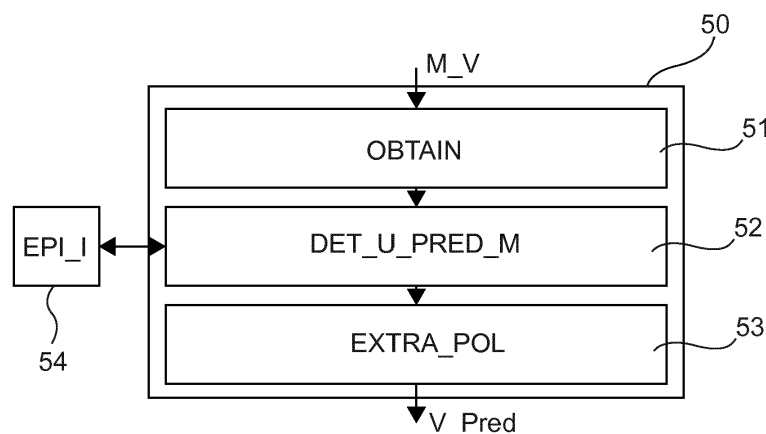 50
M_V
OBTAIN
51
EPI_I
DET_U_PRED_M
52
54
EXTRA_POL
53
V_Pred